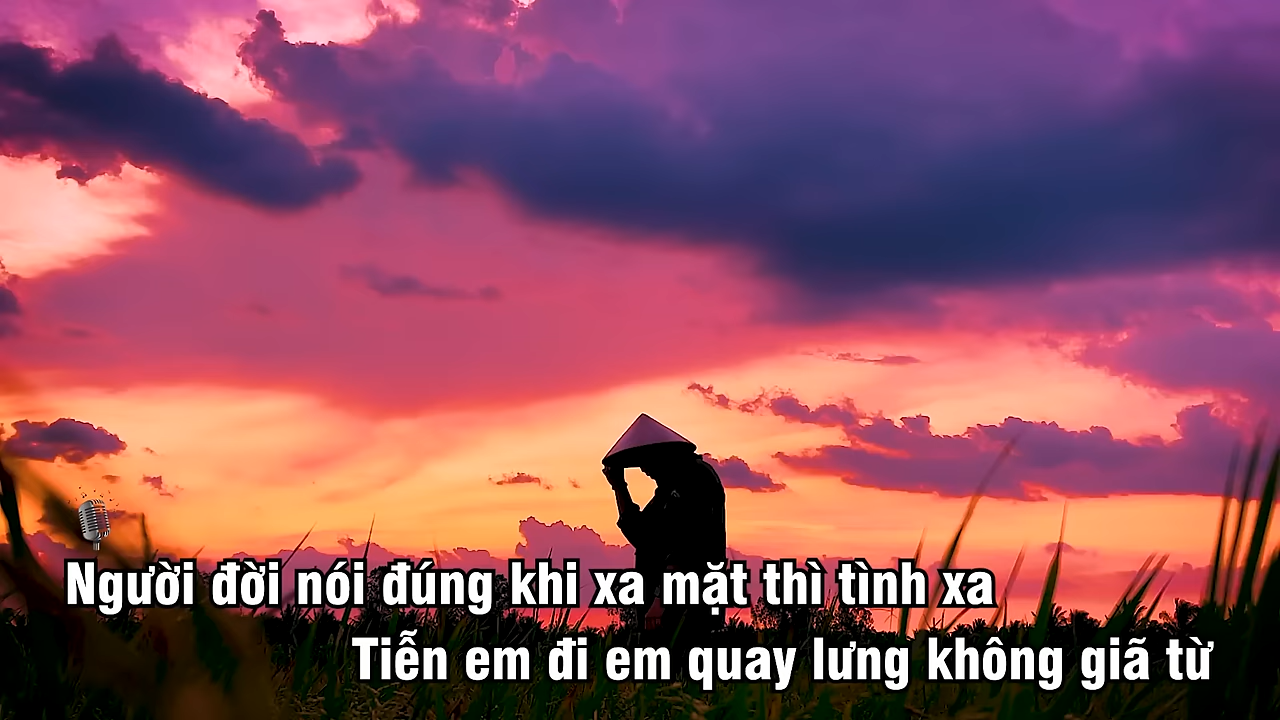 Người đời nói đúng khi xa mặt thì tình xa
Tiễn em đi em quay lưng không giã từ